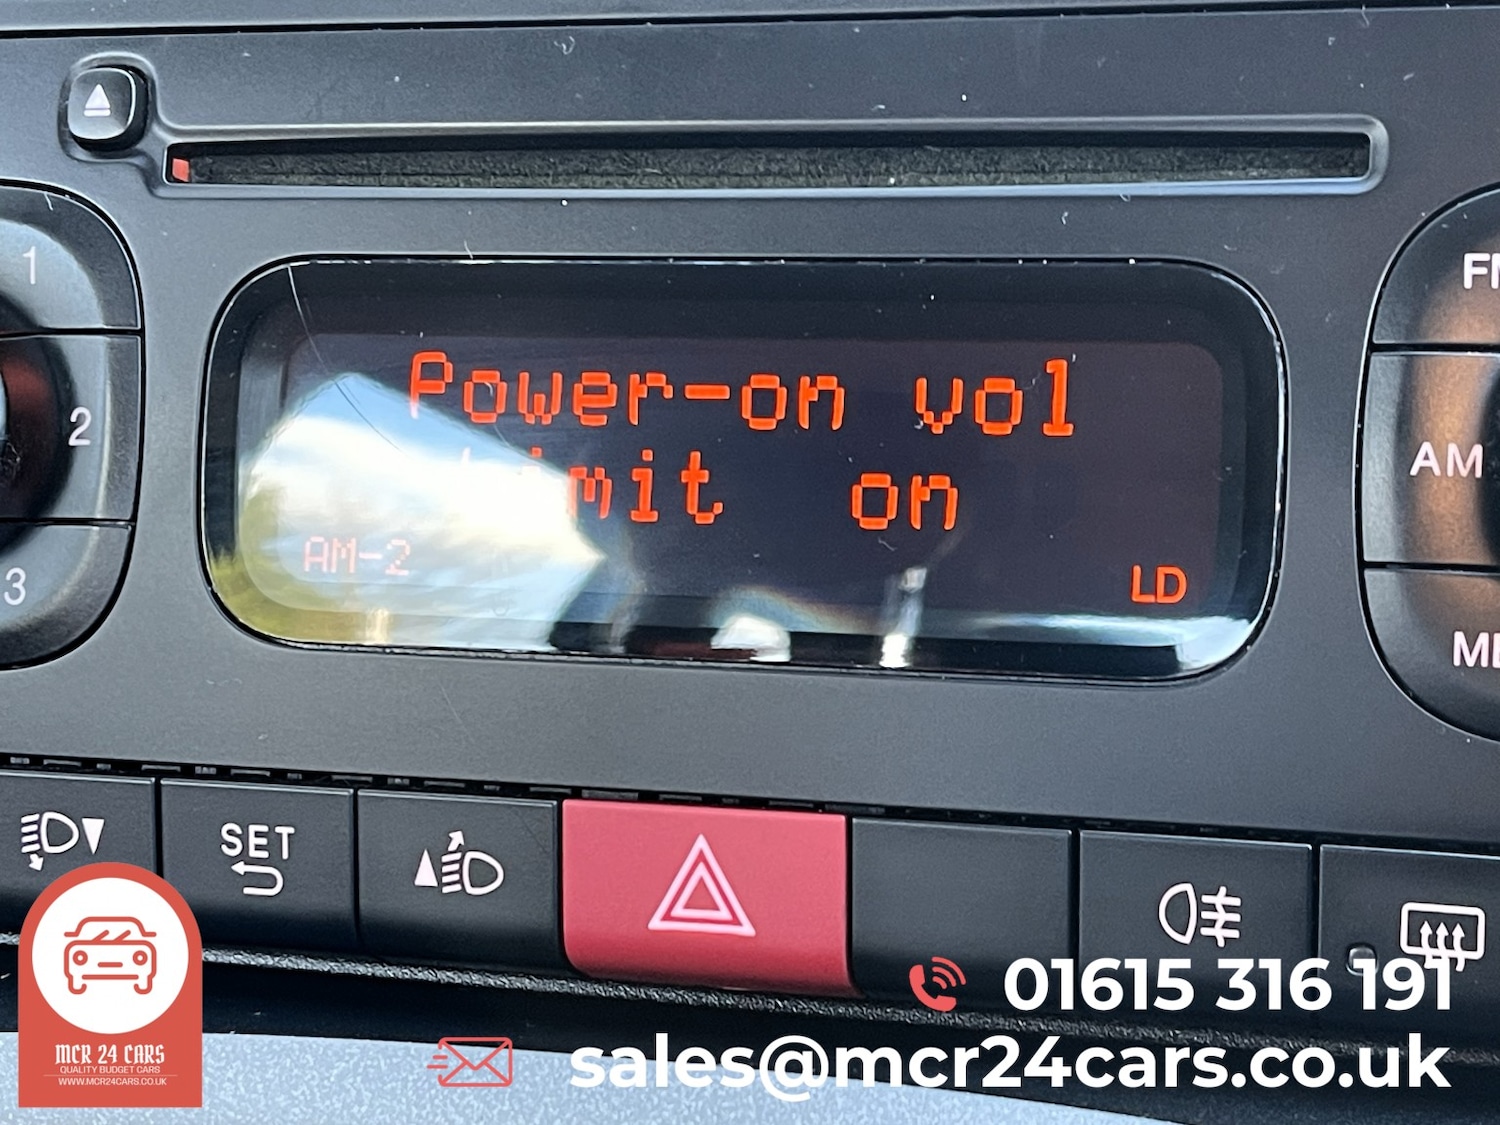 1
2
3
FM
AM
Power-on vol
imit on
AM-2
LD
SET
MCR 24 CARS
QUALITY BUDGET CARS
WWW.MCR24CARS.CO.UK
01615 316 191
sales@mcr24cars.co.uk